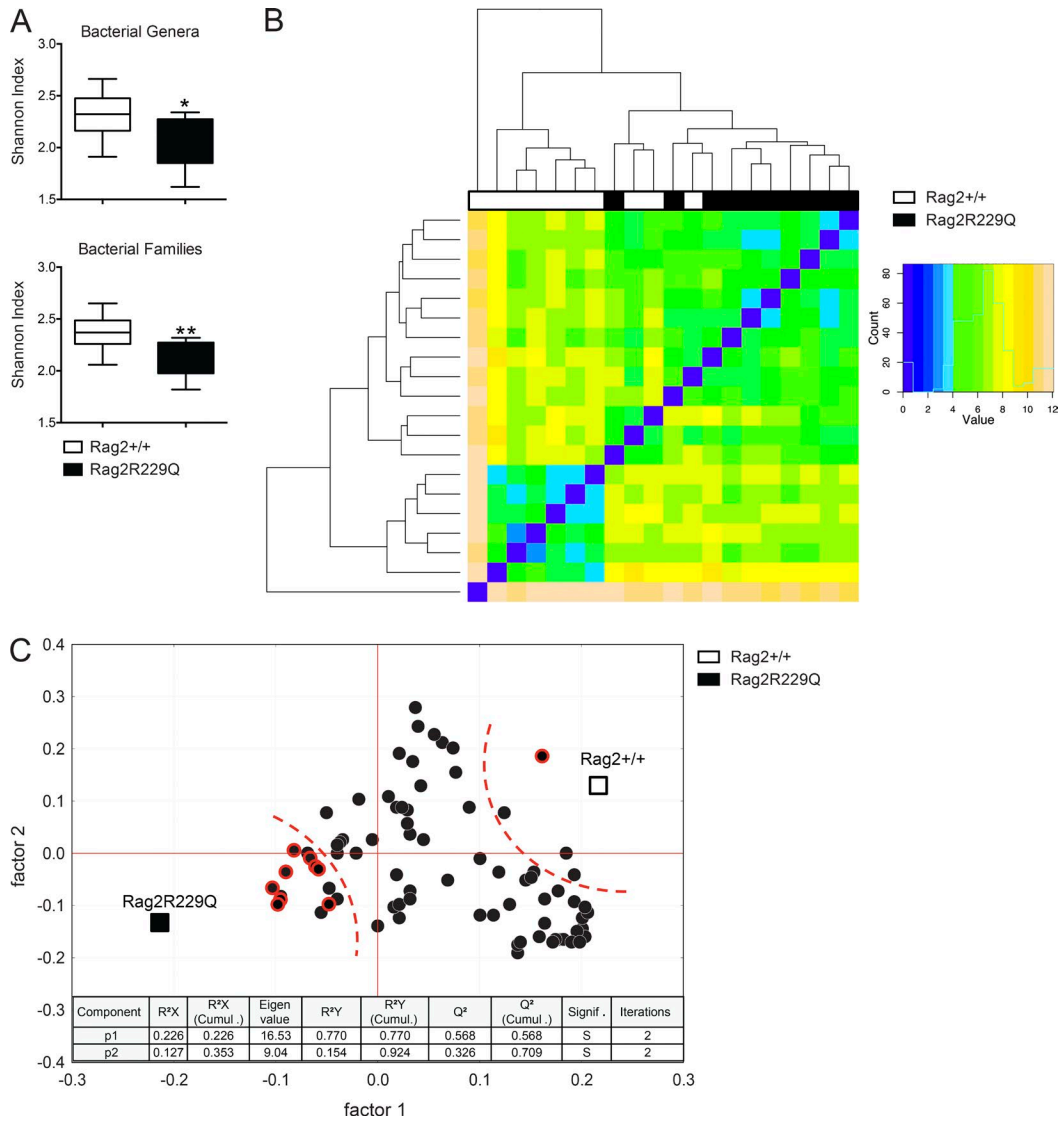 A
Bacterial Genera
3.0
2.5
2.0
1.5
Shannon Index
*
Bacterial Families
3.0
2.5
2.0
1.5
Shannon Index
**
Rag2+/+
Rag2R229Q
B
Rag2+/+
Rag2R229Q
Count
0 20 40 60 80
0 2 4 6 8 10 12
Value
C
Rag2+/+
Rag2R229Q
0.4
0.3
0.2
0.1
0.0
-0.1
-0.2
-0.3
-0.4
factor 2
Rag2+/+
Rag2R229Q
Component R²X R²X (Cumul.) Eigen value R²Y R²Y (Cumul.) Q² Q² (Cumul.) Signif . Iterations
p1 0.226 0.226 16.53 0.770 0.770 0.568 0.568 S 2
p2 0.127 0.353 9.04 0.154 0.924 0.326 0.709 S 2
-0.3 -0.2 -0.1 0.0 0.1 0.2 0.3
factor 1